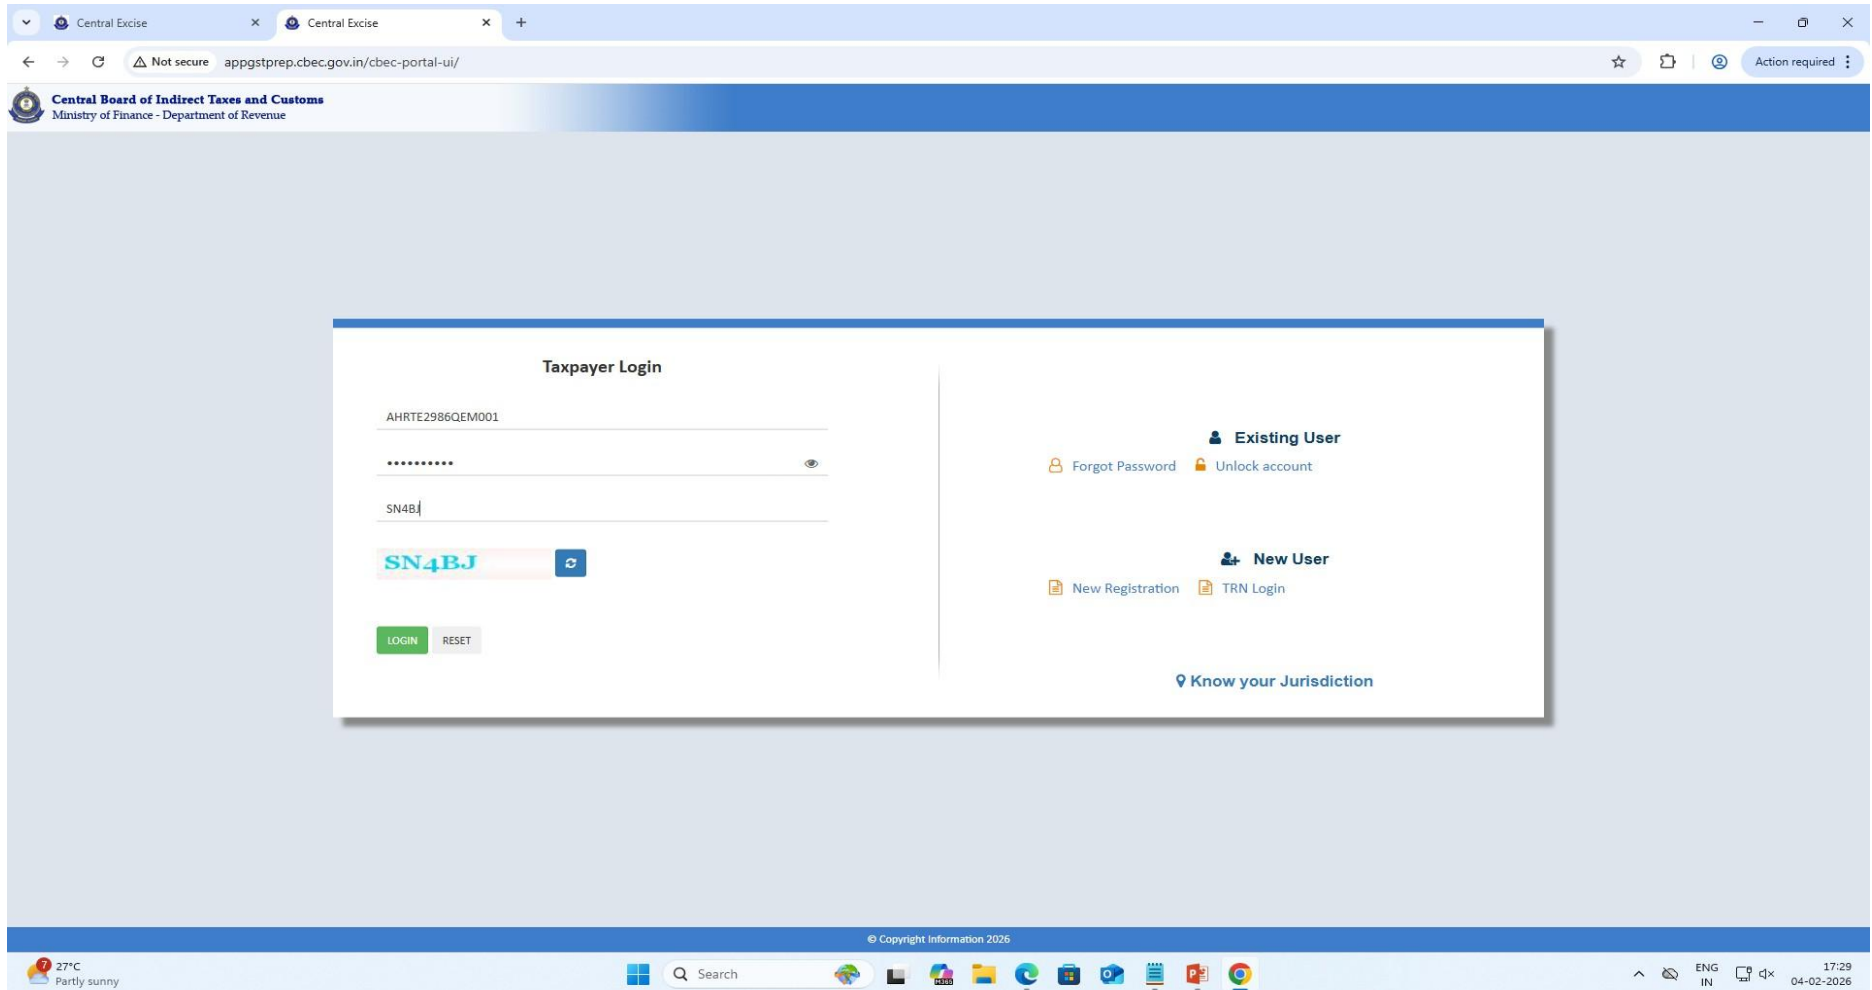 Central Excise
Central Excise
Not secure appgstprep.cbec.gov.in/cbec-portal-ui/
Action required
Central Board of Indirect Taxes and Customs
Ministry of Finance - Department of Revenue
Taxpayer Login
AHRTE2986QEM001
••••••••••
SN4BJ
SN4BJ
LOGIN RESET
Existing User
Forgot Password Unlock account
New User
New Registration TRN Login
Know your Jurisdiction
© Copyright Information 2026
7
27°C
Partly sunny
Search
M365
ENG
IN
17:29
04-02-2026